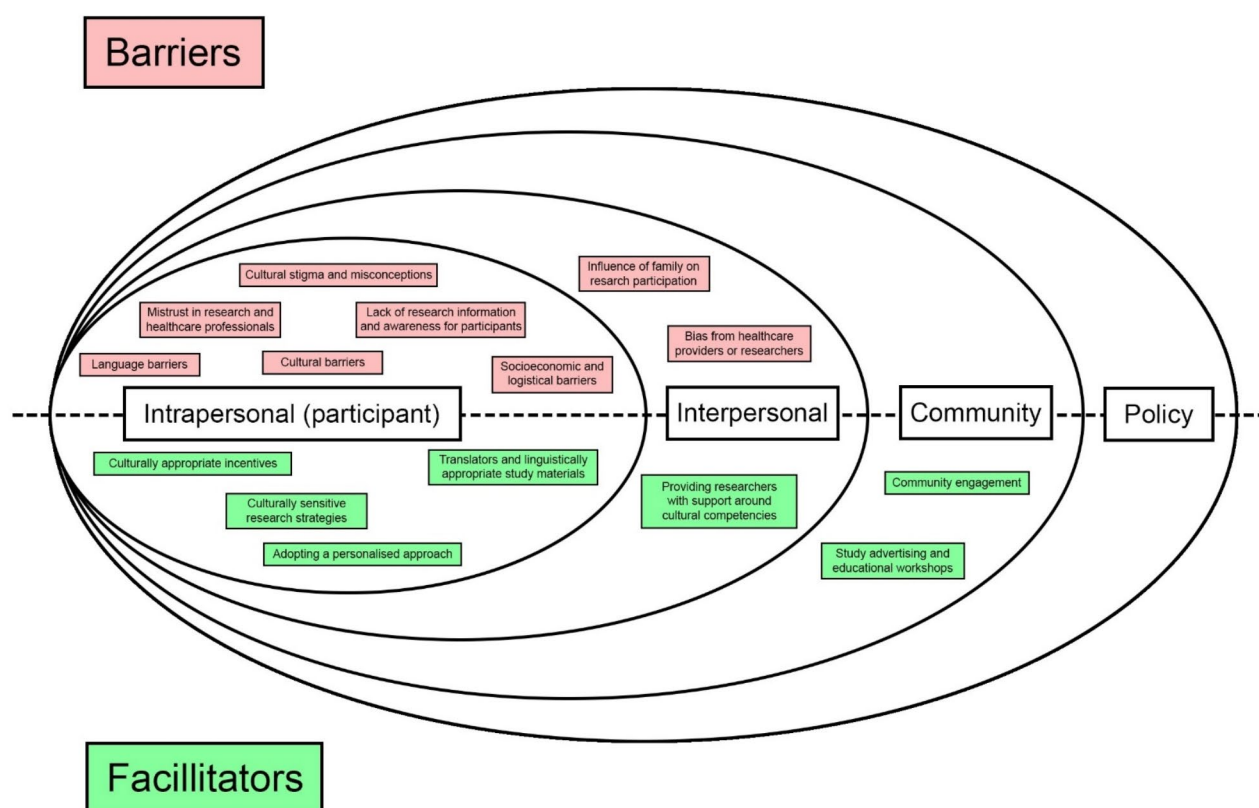 Barriers
Cultural stigma and misconceptions
Influence of family on
resarch participation
Mistrust in research and
healthcare professionals
Lack of research information
and awareness for participants
Bias from healthcare
providers or researchers
Language barriers
Cultural barriers
Socioeconomic and
logistical barriers
Intrapersonal (participant)
Interpersonal
Community
Policy
Culturally appropriate incentives
Translators and linguistically
appropriate study materials
Community engagement
Providing researchers
with support around
cultural competencies
Culturally sensitive
research strategies
Adopting a personalised approach
Study advertising and
educational workshops
Facillitators